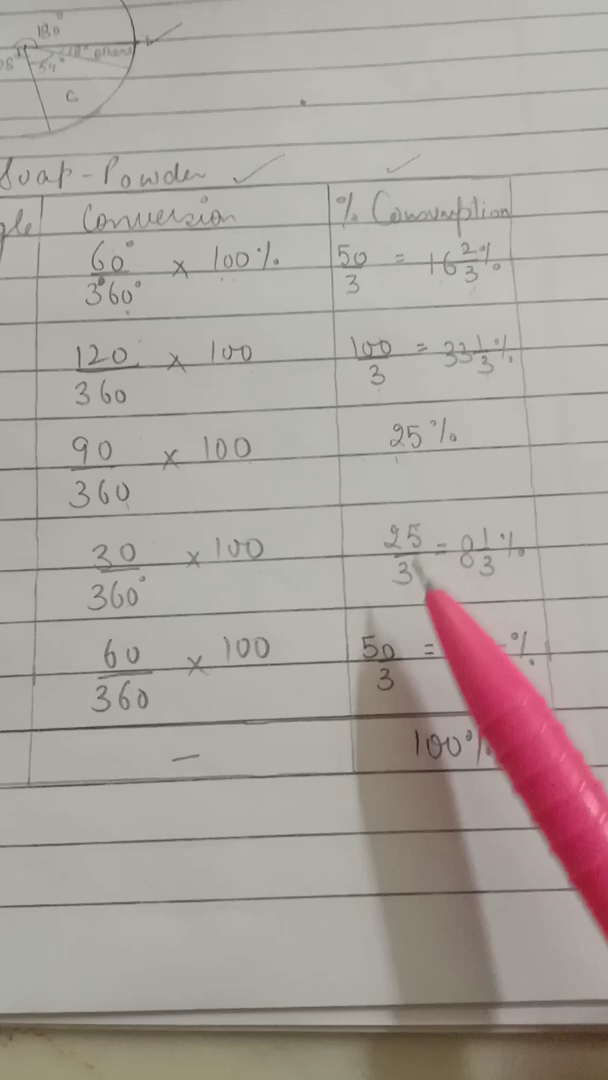 180°
18° others
54°
C
Soap-Powder
Conversion % Consumption
60°/360° × 100% 50/3 = 16 2/3 %
120/360 × 100 100/3 = 33 1/3 %
90/360 × 100 25%
30/360° × 100 25/3 = 8 1/3 %
60/360 × 100 50/3 = %
— 100%